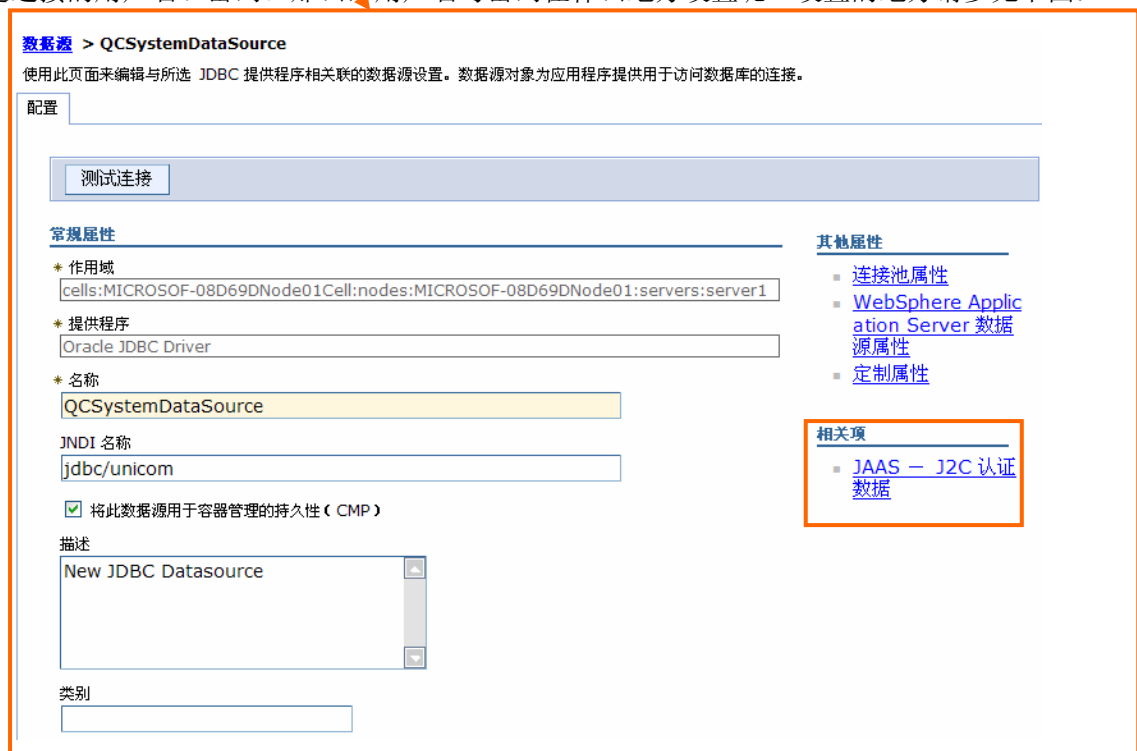 数据源 > QCSystemDataSource
使用此页面来编辑与所选 JDBC 提供程序相关联的数据源设置。数据源对象为应用程序提供用于访问数据库的连接。
配置
测试连接
常规属性
* 作用域
cells:MICROSOF-08D69DNode01Cell:nodes:MICROSOF-08D69DNode01:servers:server1
* 提供程序
Oracle JDBC Driver
* 名称
QCSystemDataSource
JNDI 名称
jdbc/unicom
将此数据源用于容器管理的持久性(CMP)
描述
New JDBC Datasource
类别
其他属性
连接池属性
WebSphere Applic
ation Server 数据
源属性
定制属性
相关项
JAAS － J2C 认证
数据